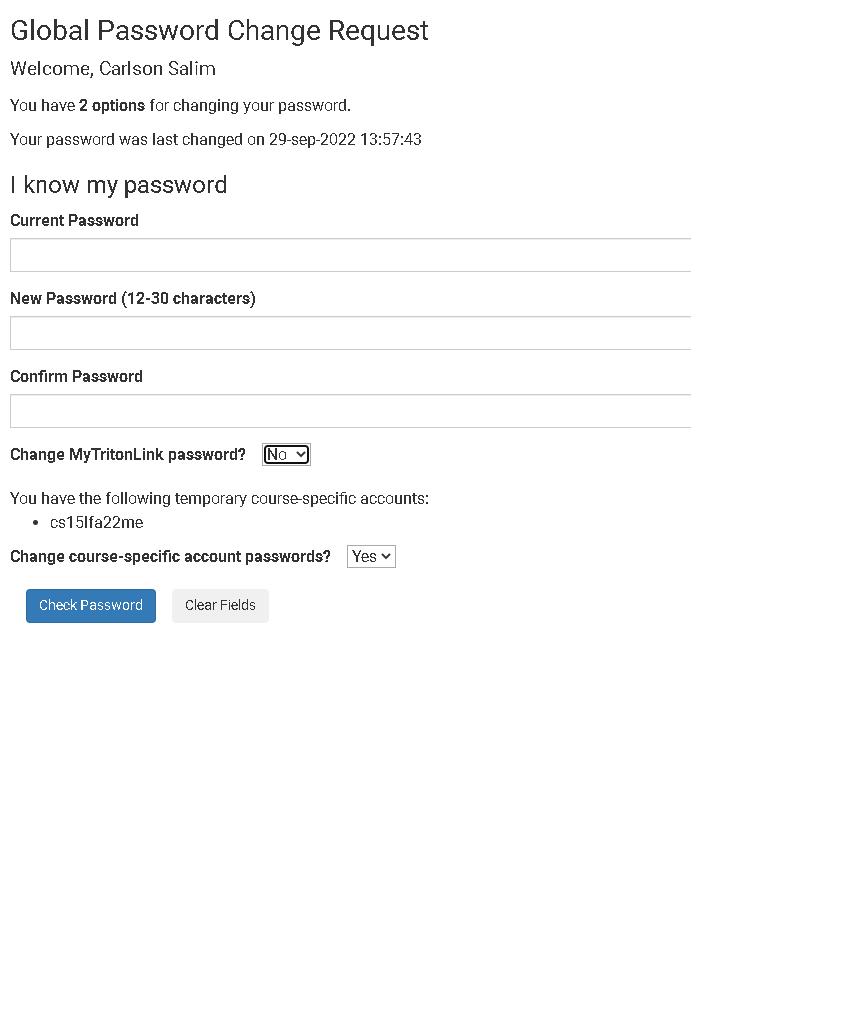 Global Password Change Request
Welcome, Carlson Salim
You have 2 options for changing your password.
Your password was last changed on 29-sep-2022 13:57:43
I know my password
Current Password
New Password (12-30 characters)
Confirm Password
Change MyTritonLink password? No
You have the following temporary course-specific accounts:
• cs15lfa22me
Change course-specific account passwords? Yes
Check Password Clear Fields